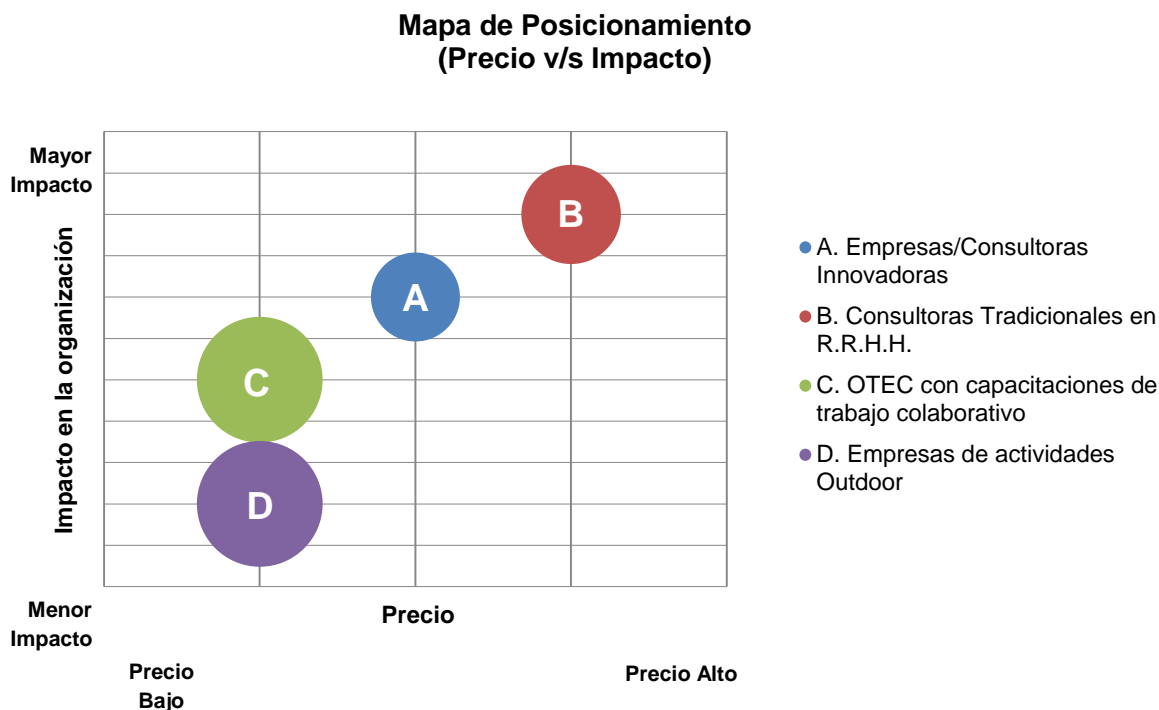 Mapa de Posicionamiento
(Precio v/s Impacto)
Mayor
Impacto
Impacto en la organización
B
A
C
D
A. Empresas/Consultoras
Innovadoras
B. Consultoras Tradicionales en
R.R.H.H.
C. OTEC con capacitaciones de
trabajo colaborativo
D. Empresas de actividades
Outdoor
Menor
Impacto
Precio
Precio
Bajo
Precio Alto